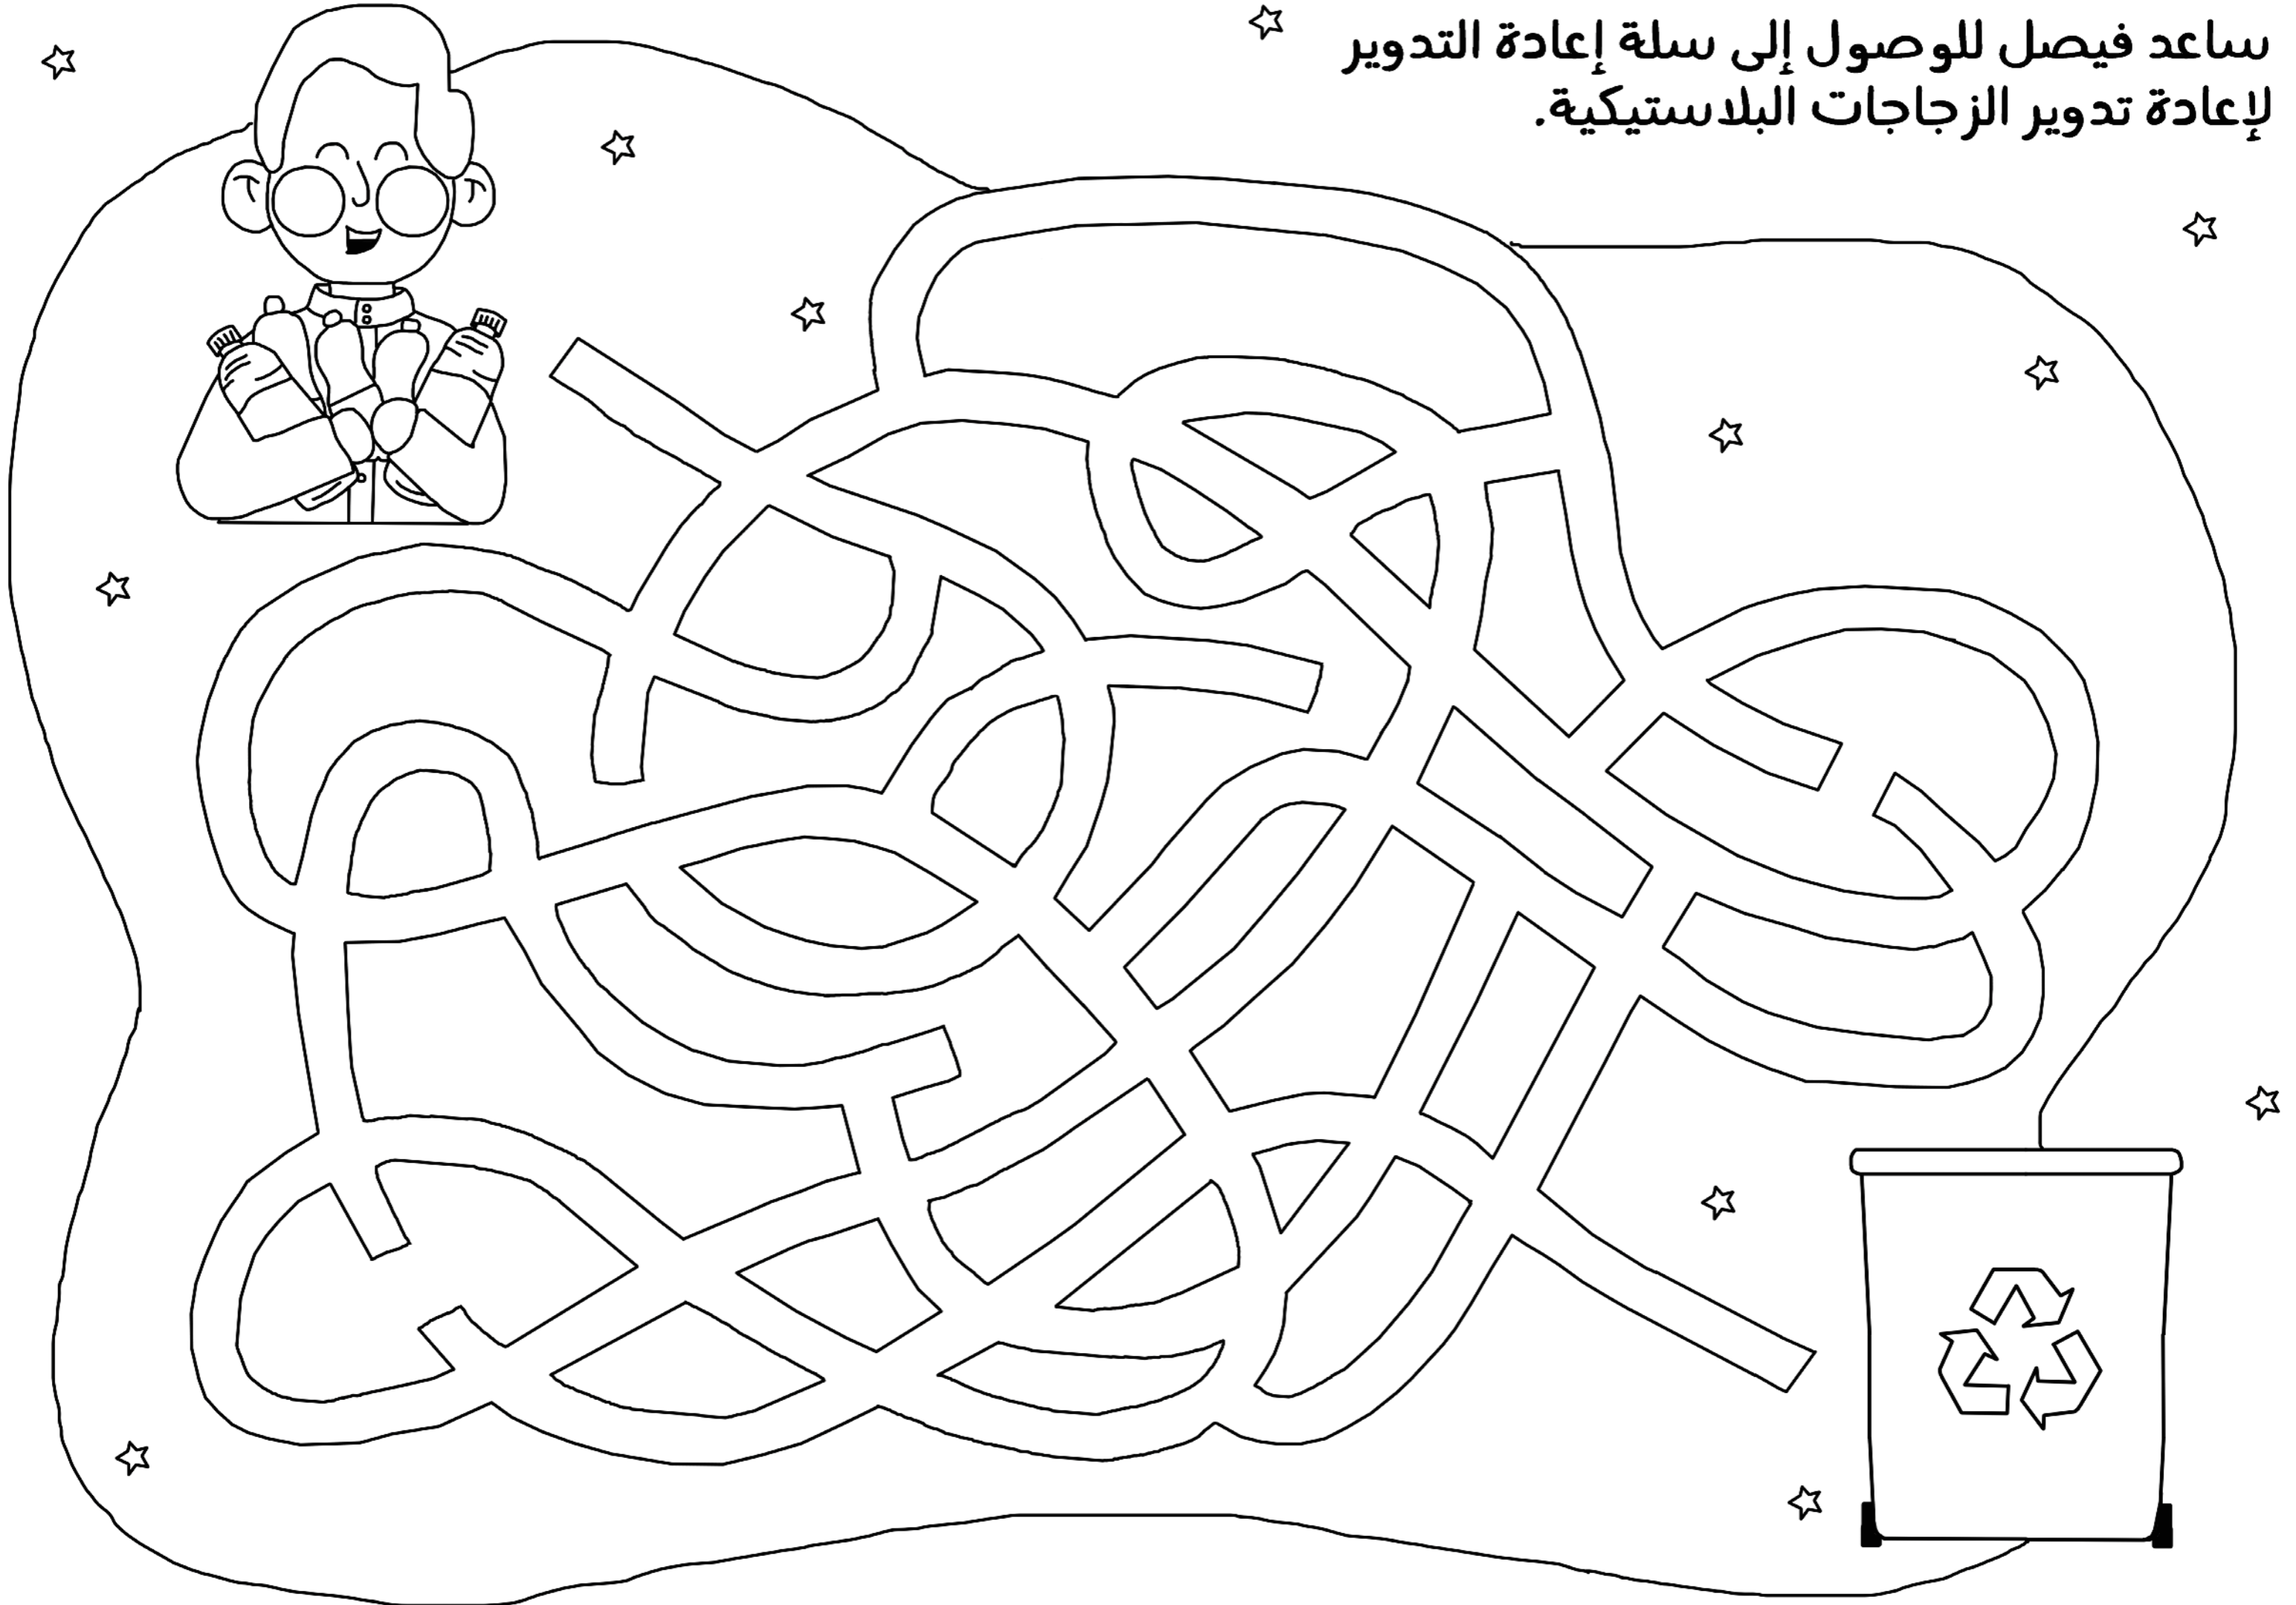 ساعد فيصل للوصول إلى سلة إعادة التدوير
لإعادة تدوير الزجاجات البلاستيكية.